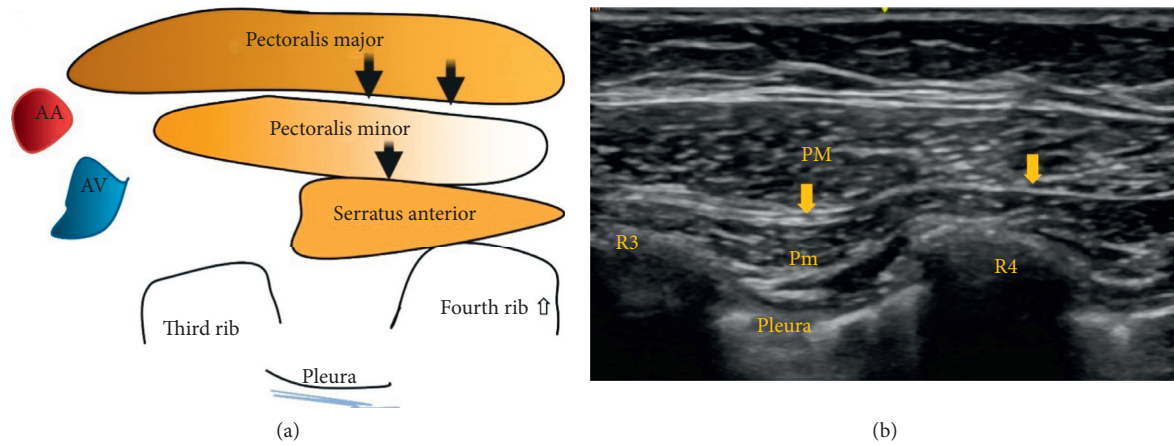 Pectoralis major
AA
Pectoralis minor
AV
Serratus anterior
Third rib
Fourth rib ⇧
Pleura
(a)
PM
R3
Pm
R4
Pleura
(b)